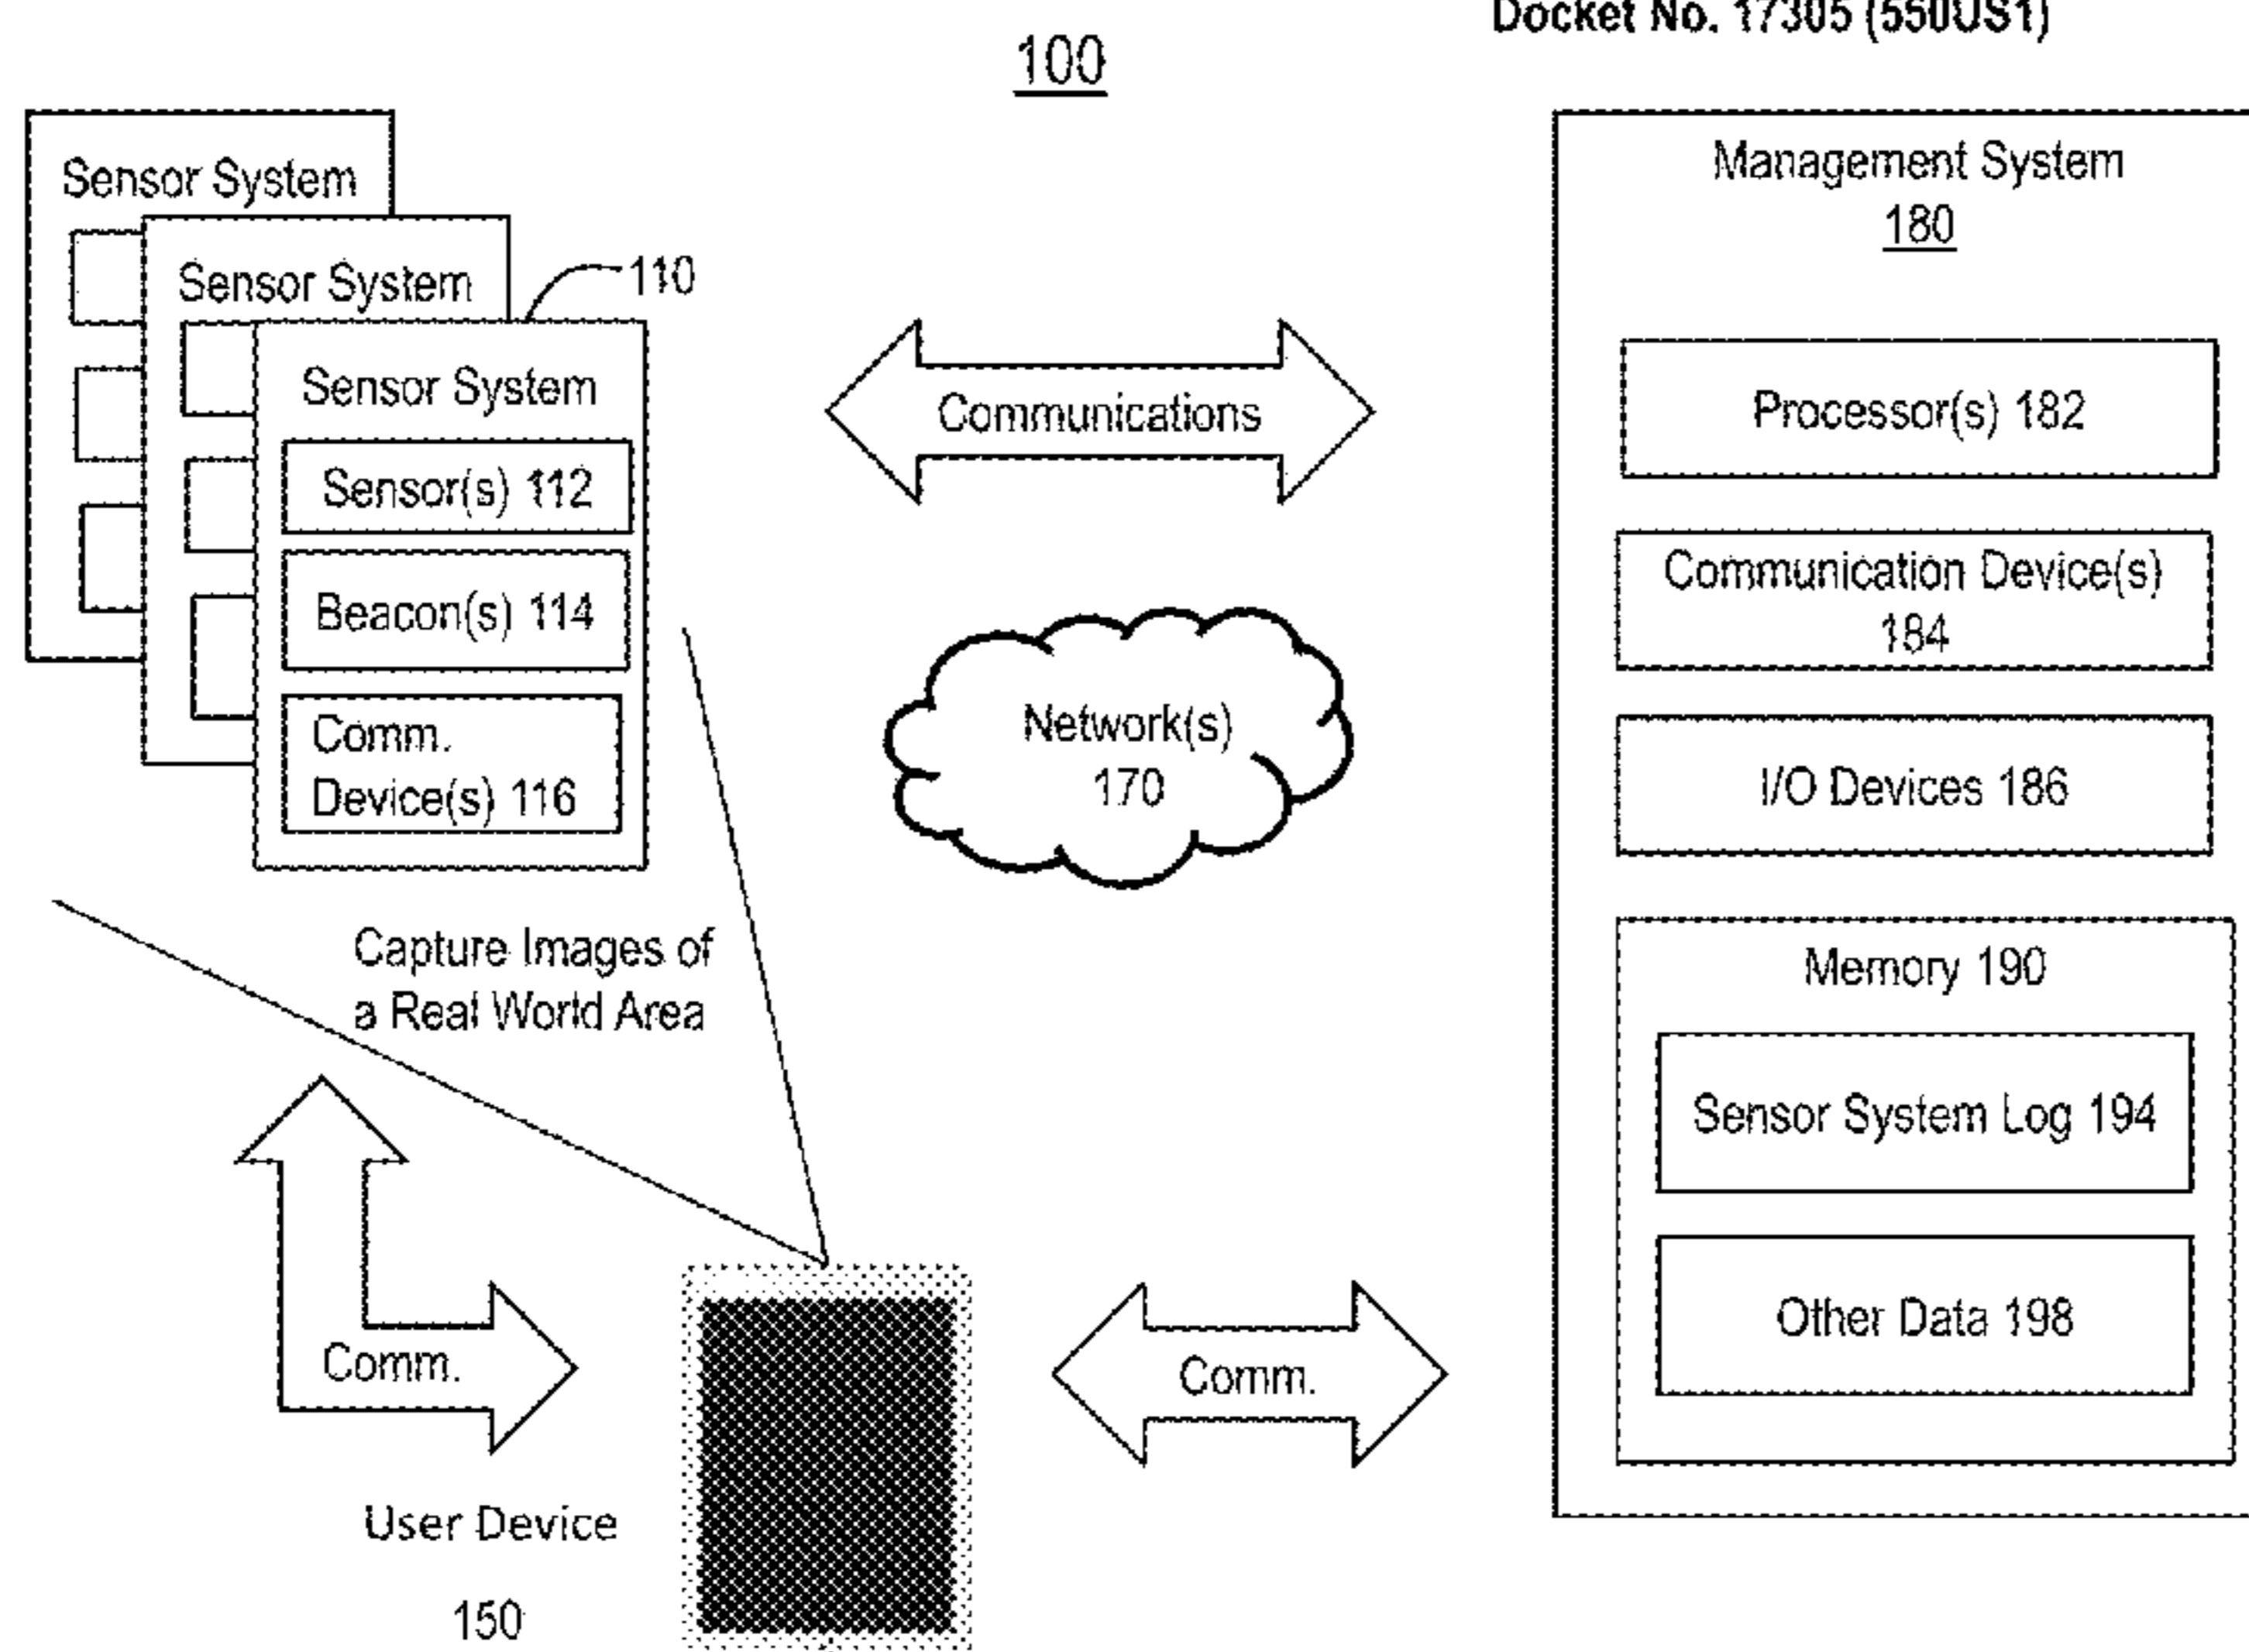 Docket No. 17305 (550US1)
100
Sensor System
Sensor System
110
Sensor System
Sensor(s) 112
Beacon(s) 114
Comm.
Device(s) 116
Communications
Network(s)
170
Capture Images of
a Real World Area
Comm.
User Device
150
Comm.
Management System
180
Processor(s) 182
Communication Device(s)
184
I/O Devices 186
Memory 190
Sensor System Log 194
Other Data 198